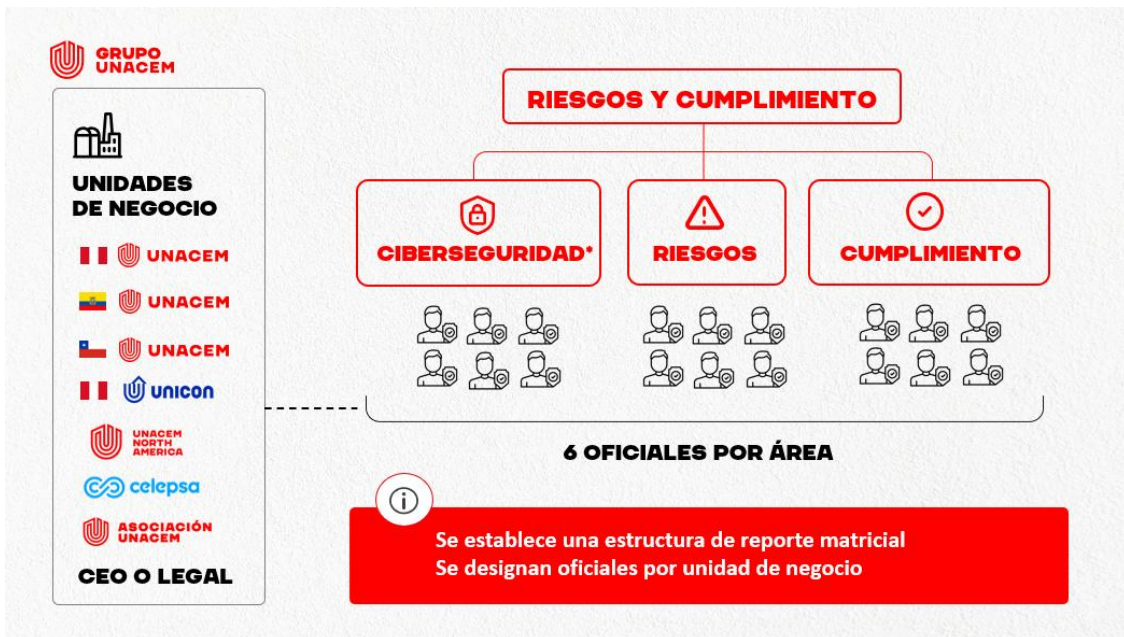 GRUPO
UNACEM
UNIDADES
DE NEGOCIO
UNACEM
UNACEM
UNACEM
UNICON
UNACEM
NORTH
AMERICA
celepsa
ASOCIACIÓN
UNACEM
CEO O LEGAL
RIESGOS Y CUMPLIMIENTO
CIBERSEGURIDAD*
RIESGOS
CUMPLIMIENTO
6 OFICIALES POR ÁREA
Se establece una estructura de reporte matricial
Se designan oficiales por unidad de negocio